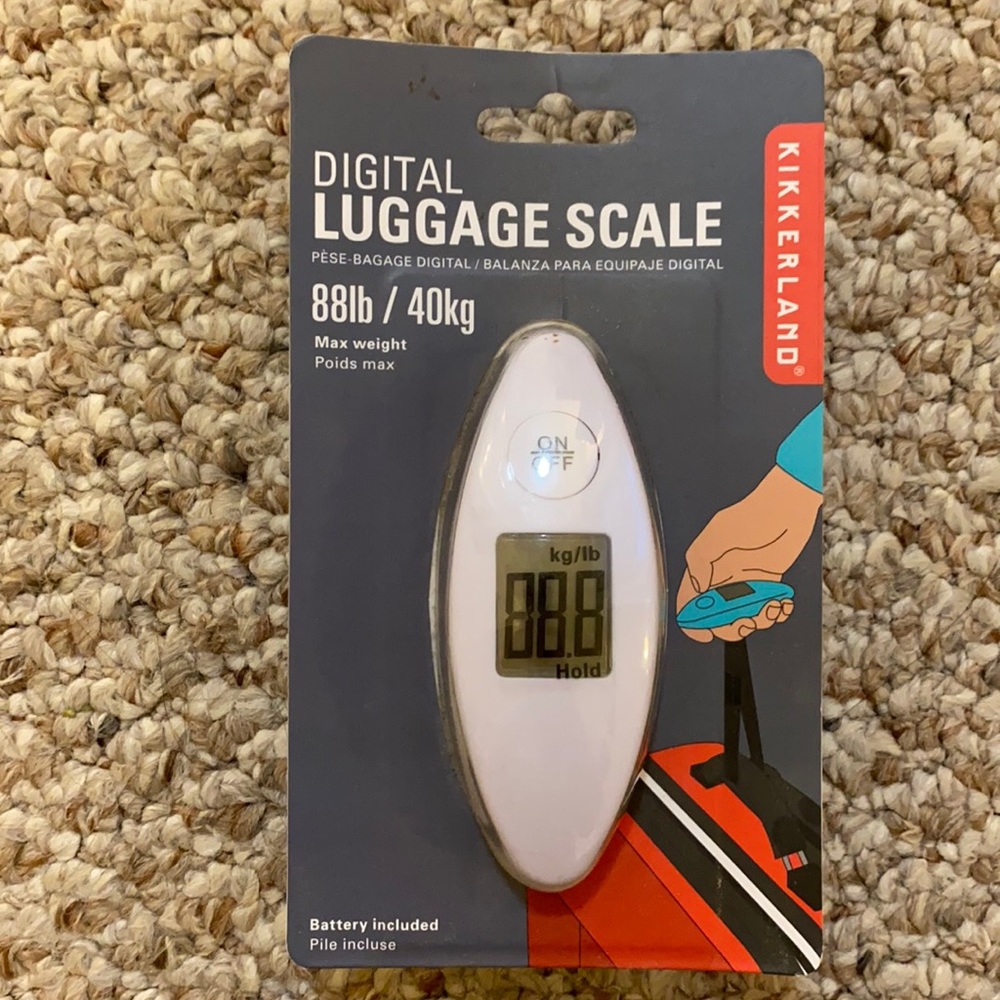 DIGITAL
LUGGAGE SCALE
PÈSE-BAGAGE DIGITAL / BALANZA PARA EQUIPAJE DIGITAL
88lb / 40kg
Max weight
Poids max
KIKKERLAND®
ON
OFF
kg/lb
88.8
Hold
Battery included
Pile incluse